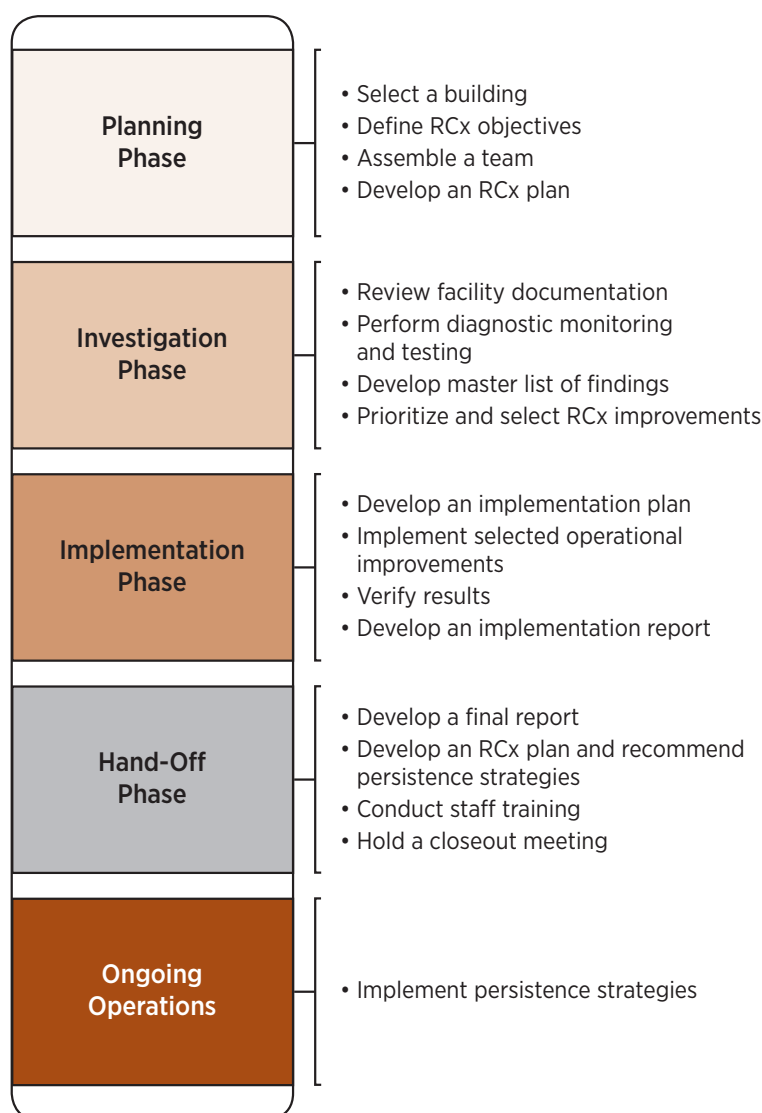 Planning
Phase
• Select a building
• Define RCx objectives
• Assemble a team
• Develop an RCx plan
Investigation
Phase
• Review facility documentation
• Perform diagnostic monitoring
and testing
• Develop master list of findings
• Prioritize and select RCx improvements
Implementation
Phase
• Develop an implementation plan
• Implement selected operational
improvements
• Verify results
• Develop an implementation report
Hand-Off
Phase
• Develop a final report
• Develop an RCx plan and recommend
persistence strategies
• Conduct staff training
• Hold a closeout meeting
Ongoing
Operations
• Implement persistence strategies